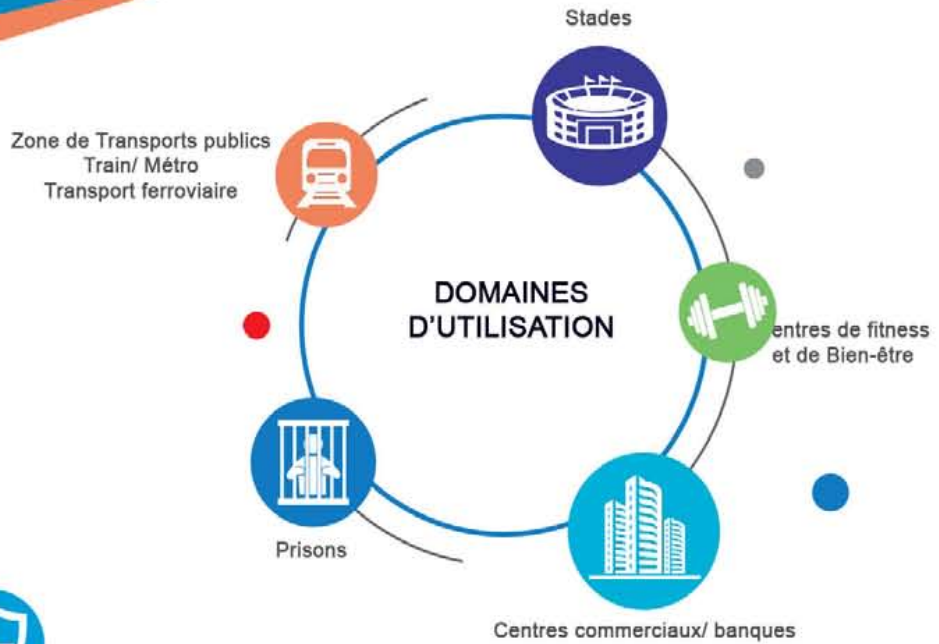 Stades
Zone de Transports publics
Train/ Métro
Transport ferroviaire
DOMAINES
D'UTILISATION
entres de fitness
et de Bien-être
Prisons
Centres commerciaux/ banques